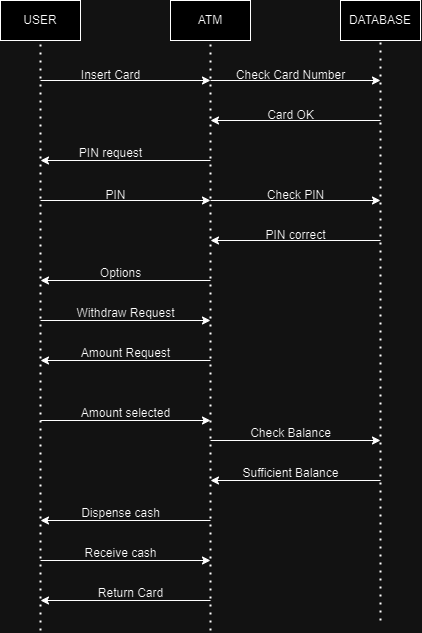 USER
ATM
DATABASE
Insert Card
Check Card Number
Card OK
PIN request
PIN
Check PIN
PIN correct
Options
Withdraw Request
Amount Request
Amount selected
Check Balance
Sufficient Balance
Dispense cash
Receive cash
Return Card